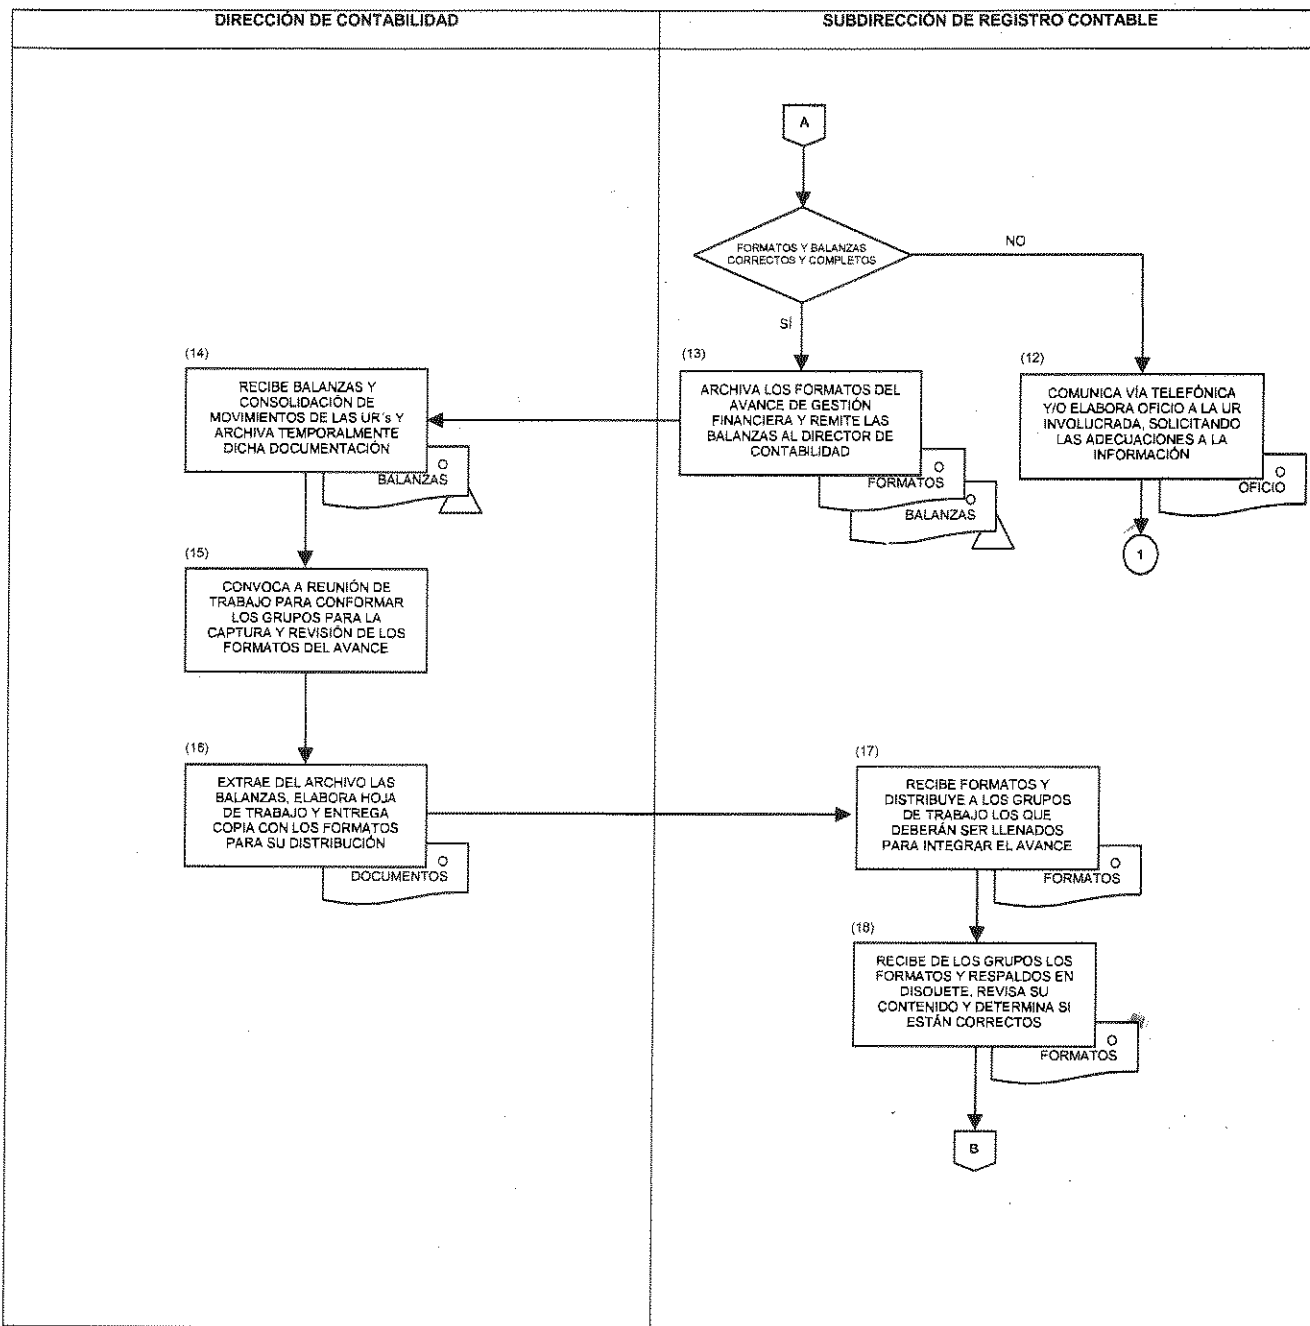 DIRECCIÓN DE CONTABILIDAD
SUBDIRECCIÓN DE REGISTRO CONTABLE
A
FORMATOS Y BALANZAS
CORRECTOS Y COMPLETOS
NO
SÍ
(14)
RECIBE BALANZAS Y
CONSOLIDACIÓN DE
MOVIMIENTOS DE LAS UR´s Y
ARCHIVA TEMPORALMENTE
DICHA DOCUMENTACIÓN
O
BALANZAS
(13)
ARCHIVA LOS FORMATOS DEL
AVANCE DE GESTIÓN
FINANCIERA Y REMITE LAS
BALANZAS AL DIRECTOR DE
CONTABILIDAD
O
FORMATOS
O
BALANZAS
(12)
COMUNICA VÍA TELEFÓNICA
Y/O ELABORA OFICIO A LA UR
INVOLUCRADA, SOLICITANDO
LAS ADECUACIONES A LA
INFORMACIÓN
O
OFICIO
1
(15)
CONVOCA A REUNIÓN DE
TRABAJO PARA CONFORMAR
LOS GRUPOS PARA LA
CAPTURA Y REVISIÓN DE LOS
FORMATOS DEL AVANCE
(16)
EXTRAE DEL ARCHIVO LAS
BALANZAS, ELABORA HOJA
DE TRABAJO Y ENTREGA
COPIA CON LOS FORMATOS
PARA SU DISTRIBUCIÓN
O
DOCUMENTOS
(17)
RECIBE FORMATOS Y
DISTRIBUYE A LOS GRUPOS
DE TRABAJO LOS QUE
DEBERÁN SER LLENADOS
PARA INTEGRAR EL AVANCE
O
FORMATOS
(18)
RECIBE DE LOS GRUPOS LOS
FORMATOS Y RESPALDOS EN
DISQUETE, REVISA SU
CONTENIDO Y DETERMINA SI
ESTÁN CORRECTOS
O
FORMATOS
B